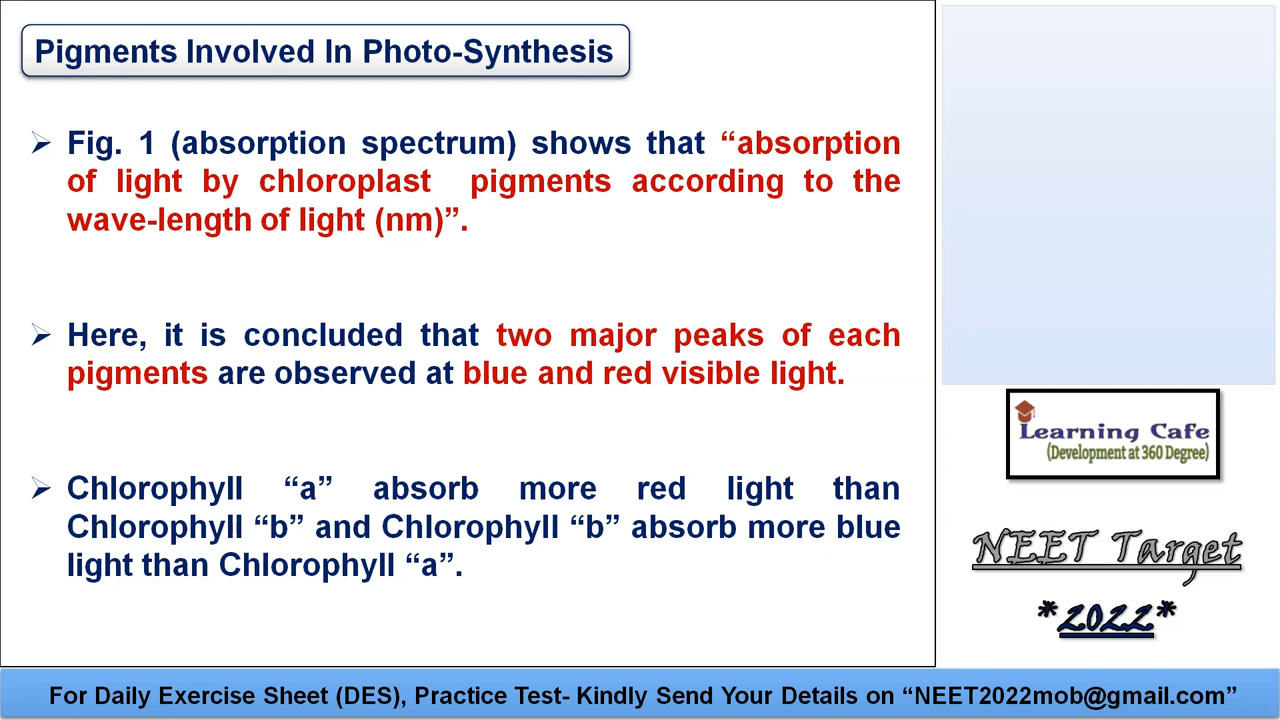 Pigments Involved In Photo-Synthesis
➢ Fig. 1 (absorption spectrum) shows that “absorption
of light by chloroplast pigments according to the
wave-length of light (nm)”.
➢ Here, it is concluded that two major peaks of each
pigments are observed at blue and red visible light.
➢ Chlorophyll “a” absorb more red light than
Chlorophyll “b” and Chlorophyll “b” absorb more blue
light than Chlorophyll “a”.
Learning Cafe
(Development at 360 Degree)
NEET Target
*2022*
For Daily Exercise Sheet (DES), Practice Test- Kindly Send Your Details on “NEET2022mob@gmail.com”